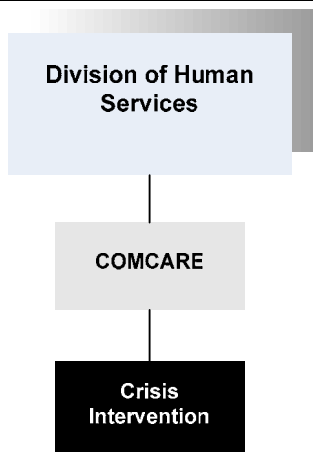 Division of Human
Services
COMCARE
Crisis
Intervention